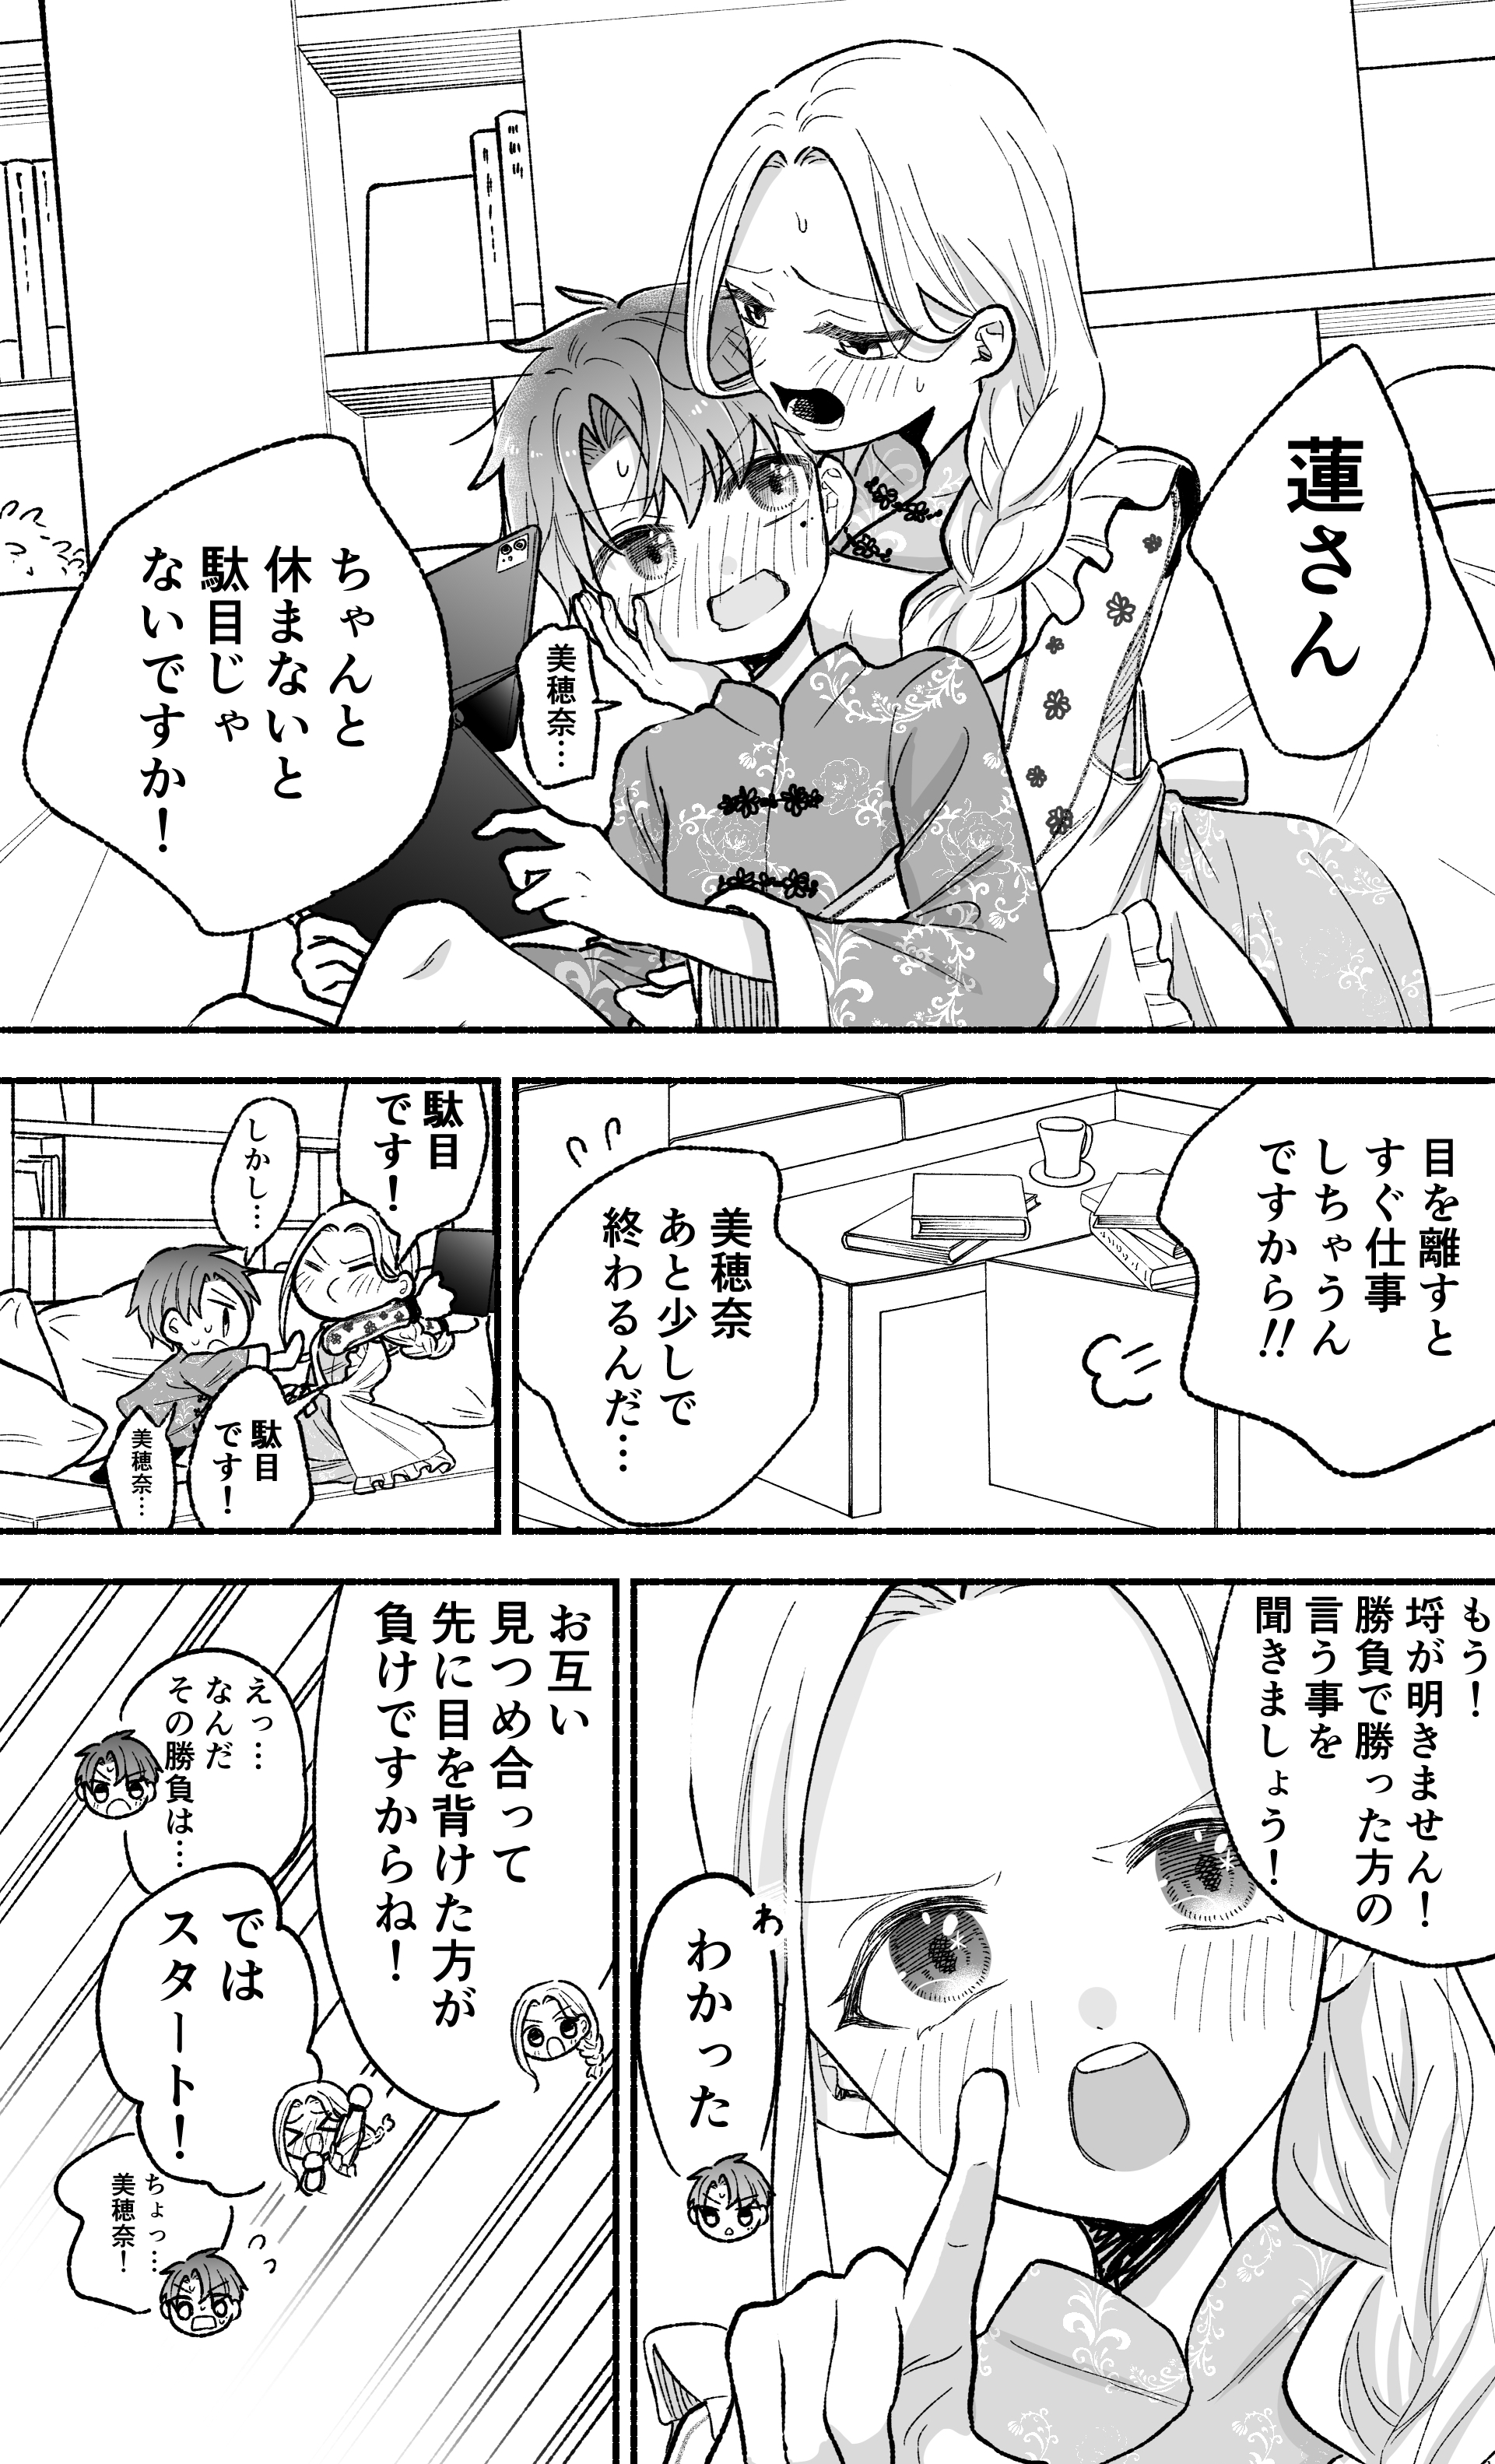 蓮さん
美穂奈…
ちゃんと
休まないと
駄目じゃ
ないですか！
目を離すと
すぐ仕事
しちゃうん
ですから!!
美穂奈
あと少しで
終わるんだ…
駄目
です！
しかし…
駄目
です！
美穂奈…
もう！
埒が明きません！
勝負で勝った方の
言う事を
聞きましょう！
わ
わかった
お互い
見つめ合って
先に目を背けた方が
負けですからね！
えっ…
なんだ
その勝負は…
では
スタート！
ちょっ…
美穂奈！